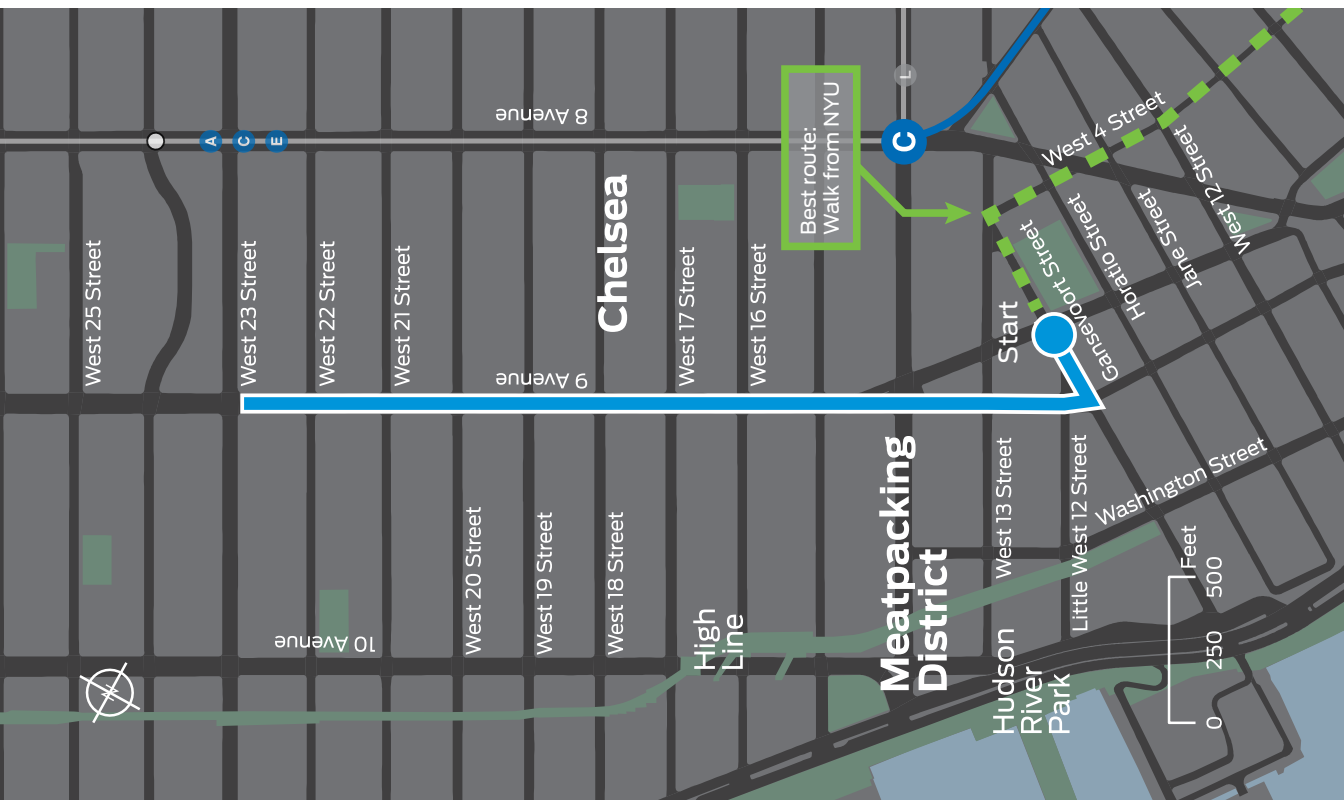 8 Avenue
A
C
E
L
C
Best route:
Walk from NYU
West 4 Street
West 25 Street
West 23 Street
West 22 Street
West 21 Street
Chelsea
West 17 Street
West 16 Street
Start
Gansevoort Street
Horatio Street
Jane Street
West 12 Street
9 Avenue
West 20 Street
West 19 Street
West 18 Street
Meatpacking
District
West 13 Street
Little West 12 Street
Washington Street
10 Avenue
High
Line
Hudson
River
Park
N
Feet
0 250 500